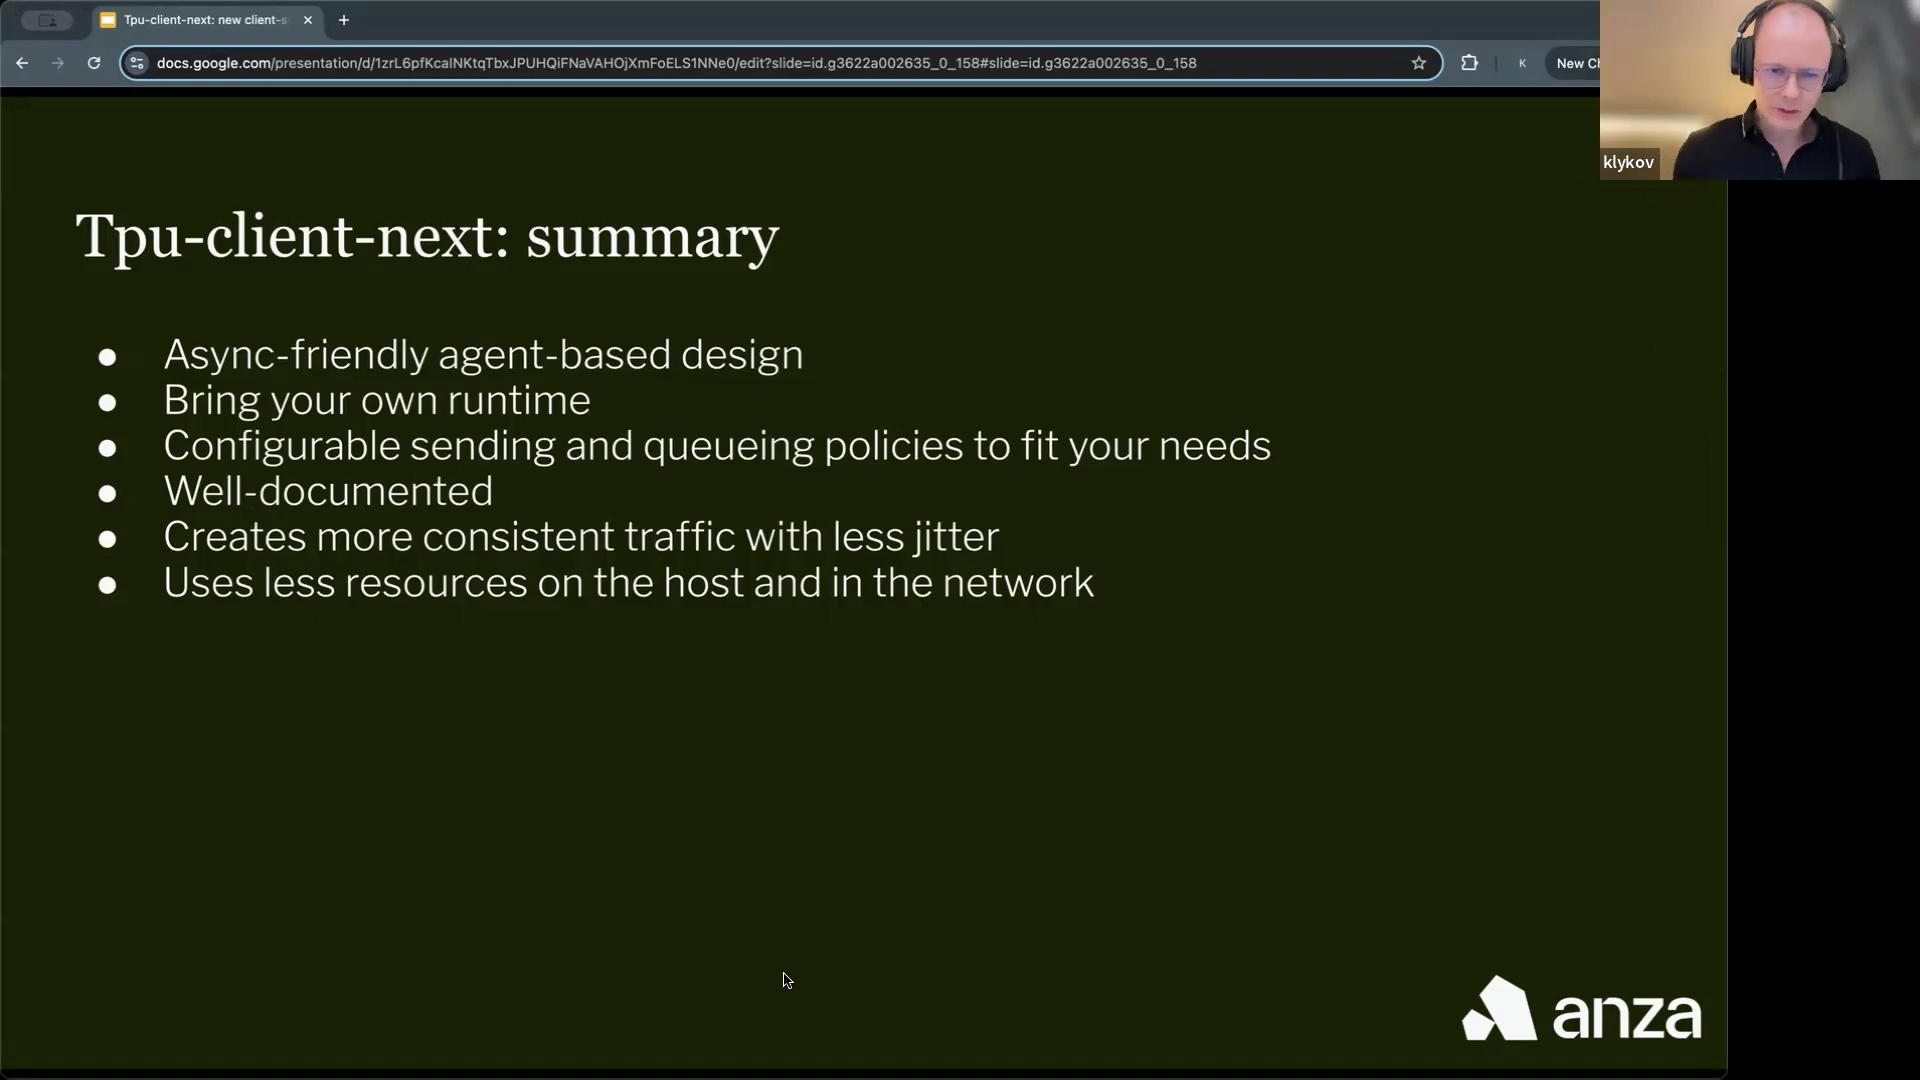 Tpu-client-next: new client-s
docs.google.com/presentation/d/1zrL6pfKcaINKtqTbxJPUHQiFNaVAHOjXmFoELS1NNe0/edit?slide=id.g3622a002635_0_158#slide=id.g3622a002635_0_158
K
New Ch
klykov
Tpu-client-next: summary
● Async-friendly agent-based design
● Bring your own runtime
● Configurable sending and queueing policies to fit your needs
● Well-documented
● Creates more consistent traffic with less jitter
● Uses less resources on the host and in the network
anza